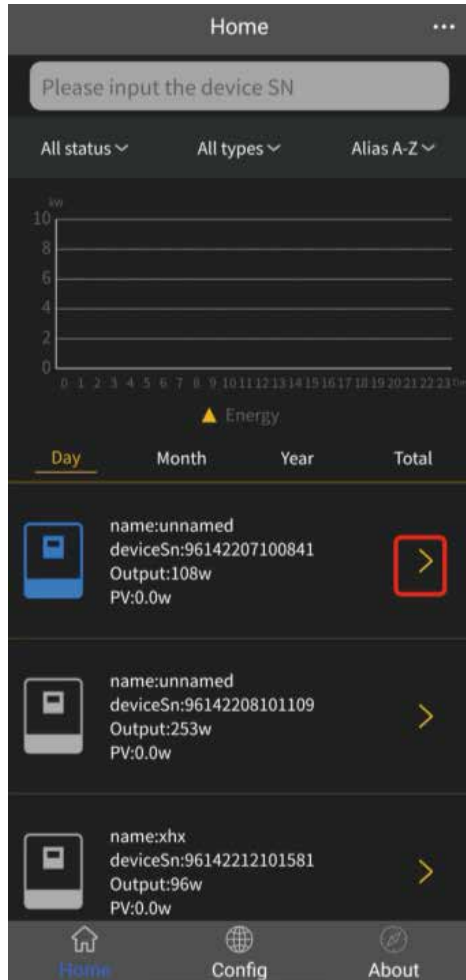 Home
Please input the device SN
All status All types Alias A-Z
kw
10
8
6
4
2
0
0 1 2 3 4 5 6 7 8 9 10 11 12 13 14 15 16 17 18 19 20 21 22 23
Energy
Day Month Year Total
name:unnamed
deviceSn:96142207100841
Output:108w
PV:0.0w
name:unnamed
deviceSn:96142208101109
Output:253w
PV:0.0w
name:xhx
deviceSn:96142212101581
Output:96w
PV:0.0w
Home Config About